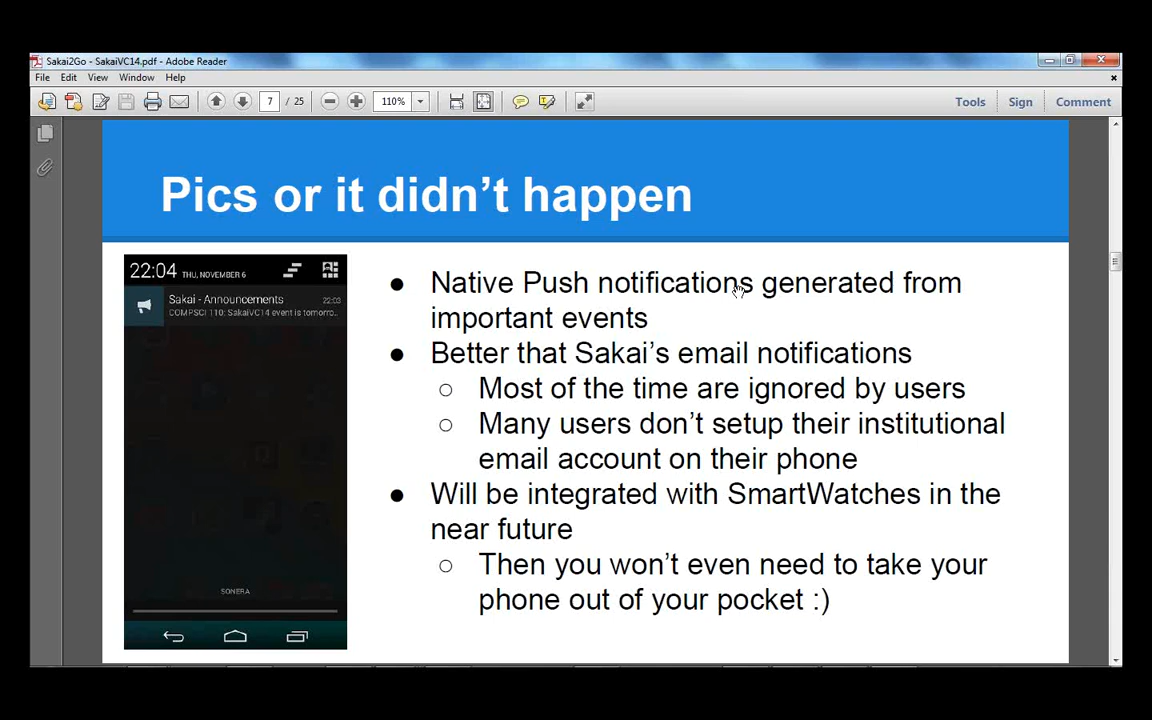 Sakai2Go - SakaiVC14.pdf - Adobe Reader
File Edit View Window Help
7 / 25 110% Tools Sign Comment
Pics or it didn't happen
22:04 THU, NOVEMBER 6
Sakai - Announcements 22:03
COMPSCI 110: SakaiVC14 event is tomorro..
SONERA
● Native Push notifications generated from
important events
● Better that Sakai's email notifications
○ Most of the time are ignored by users
○ Many users don't setup their institutional
email account on their phone
● Will be integrated with SmartWatches in the
near future
○ Then you won't even need to take your
phone out of your pocket :)